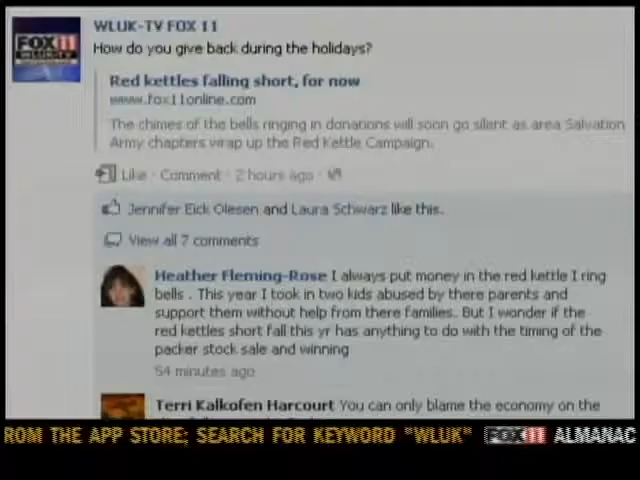 WLUK-TV FOX 11
FOX 11
WLUK-TV
How do you give back during the holidays?
Red kettles falling short, for now
www.fox11online.com
The chimes of the bells ringing in donations will soon go silent as area Salvation
Army chapters wrap up the Red Kettle Campaign.
Like · Comment · 2 hours ago ·
Jennifer Eick Olesen and Laura Schwarz like this.
View all 7 comments
Heather Fleming-Rose I always put money in the red kettle I ring
bells . This year I took in two kids abused by there parents and
support them without help from there families. But I wonder if the
red kettles short fall this yr has anything to do with the timing of the
packer stock sale and winning
54 minutes ago
Terri Kalkofen Harcourt You can only blame the economy on the
ROM THE APP STORE; SEARCH FOR KEYWORD "WLUK" FOX 11 ALMANAC